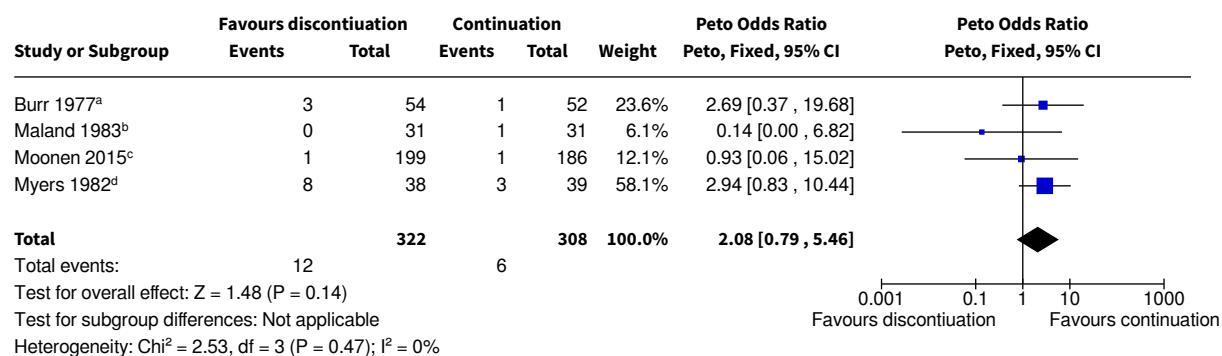 Favours discontiuation Continuation Peto Odds Ratio Peto Odds Ratio
Study or Subgroup Events Total Events Total Weight Peto, Fixed, 95% CI Peto, Fixed, 95% CI
Burr 1977ᵃ 3 54 1 52 23.6% 2.69 [0.37 , 19.68]
Maland 1983ᵇ 0 31 1 31 6.1% 0.14 [0.00 , 6.82]
Moonen 2015ᶜ 1 199 1 186 12.1% 0.93 [0.06 , 15.02]
Myers 1982ᵈ 8 38 3 39 58.1% 2.94 [0.83 , 10.44]
Total 322 308 100.0% 2.08 [0.79 , 5.46]
Total events: 12 6
Test for overall effect: Z = 1.48 (P = 0.14)
0.001 0.1 1 10 1000
Test for subgroup differences: Not applicable
Favours discontiuation Favours continuation
Heterogeneity: Chi² = 2.53, df = 3 (P = 0.47); I² = 0%